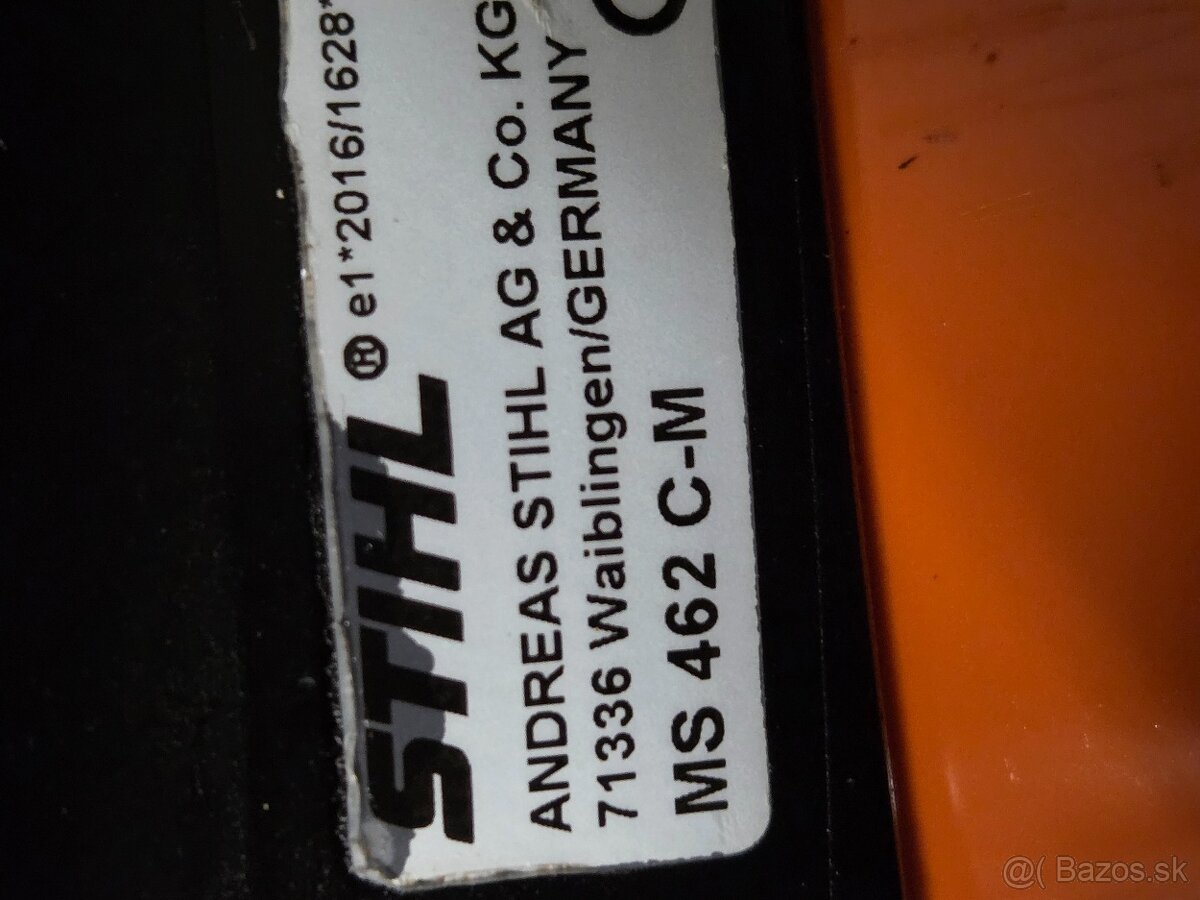 STIHL ® e1*2016/1628*
ANDREAS STIHL AG & Co. KG
71336 Waiblingen/GERMANY
MS 462 C-M
@( Bazos.sk